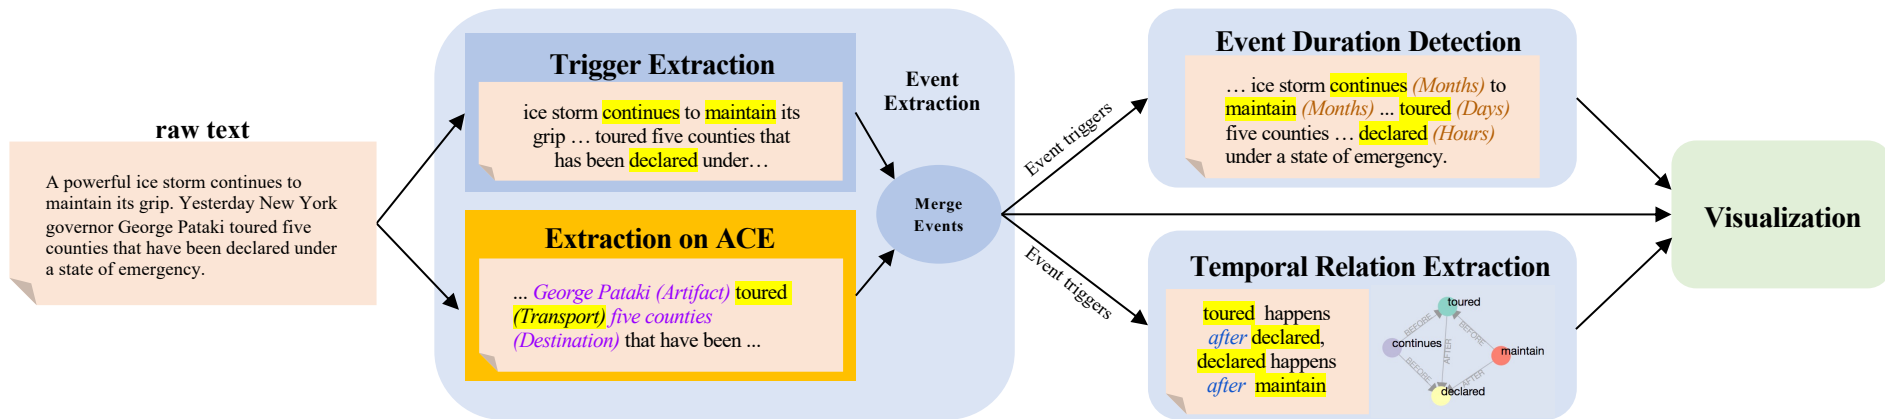 raw text
A powerful ice storm continues to
maintain its grip. Yesterday New York
governor George Pataki toured five
counties that have been declared under
a state of emergency.
Trigger Extraction
ice storm continues to maintain its
grip … toured five counties that
has been declared under…
Extraction on ACE
... George Pataki (Artifact) toured
(Transport) five counties
(Destination) that have been ...
Event
Extraction
Merge
Events
Event triggers
Event triggers
Event Duration Detection
… ice storm continues (Months) to
maintain (Months) ... toured (Days)
five counties … declared (Hours)
under a state of emergency.
Temporal Relation Extraction
toured happens
after declared,
declared happens
after maintain
toured
continues
maintain
declared
BEFORE
BEFORE
AFTER
BEFORE
AFTER
Visualization